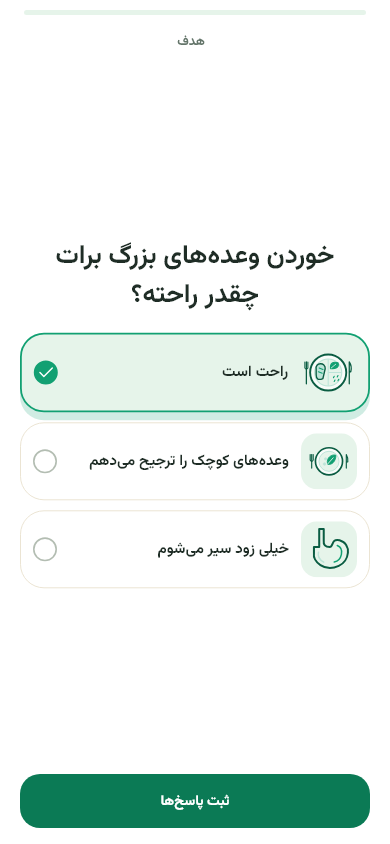 هدف
خوردن وعده‌های بزرگ برات
چقدر راحته؟
راحت است
وعده‌های کوچک را ترجیح می‌دهم
خیلی زود سیر می‌شوم
ثبت پاسخ‌ها